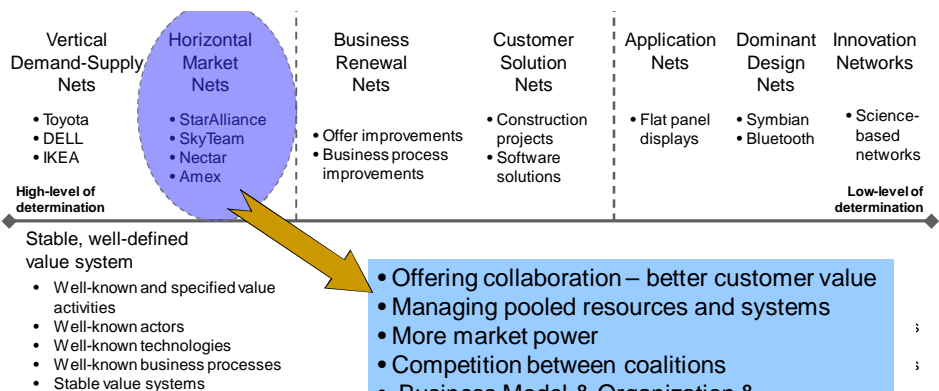 Vertical
Demand-Supply
Nets
• Toyota
• DELL
• IKEA
Horizontal
Market
Nets
• StarAlliance
• SkyTeam
• Nectar
• Amex
Business
Renewal
Nets
• Offer improvements
• Business process
improvements
Customer
Solution
Nets
• Construction
projects
• Software
solutions
Application
Nets
• Flat panel
displays
Dominant
Design
Nets
• Symbian
• Bluetooth
Innovation
Networks
• Science-
based
networks
High-level of
determination
Low-level of
determination
Stable, well-defined
value system
• Well-known and specified value
activities
• Well-known actors
• Well-known technologies
• Well-known business processes
• Stable value systems
• Offering collaboration – better customer value
• Managing pooled resources and systems
• More market power
• Competition between coalitions
• Business Model & Organization &